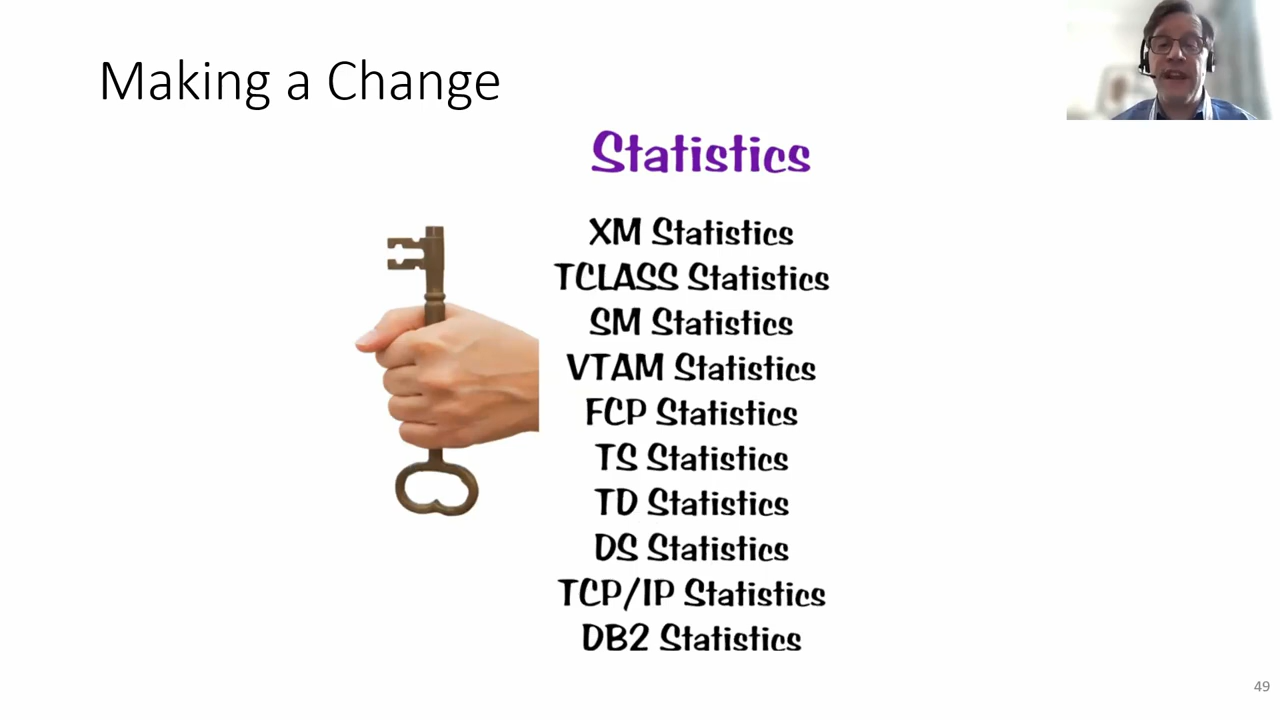 Making a Change
Statistics
XM Statistics
TCLASS Statistics
SM Statistics
VTAM Statistics
FCP Statistics
TS Statistics
TD Statistics
DS Statistics
TCP/IP Statistics
DB2 Statistics
49